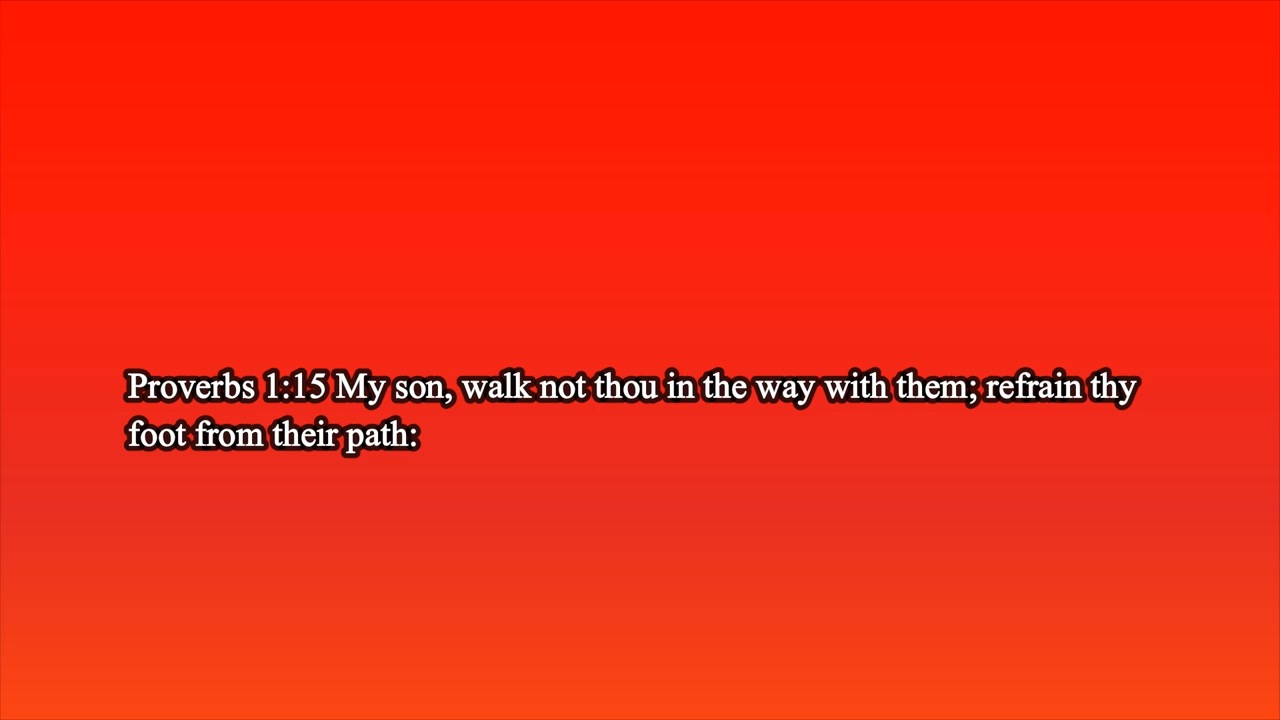 Proverbs 1:15 My son, walk not thou in the way with them; refrain thy
foot from their path: